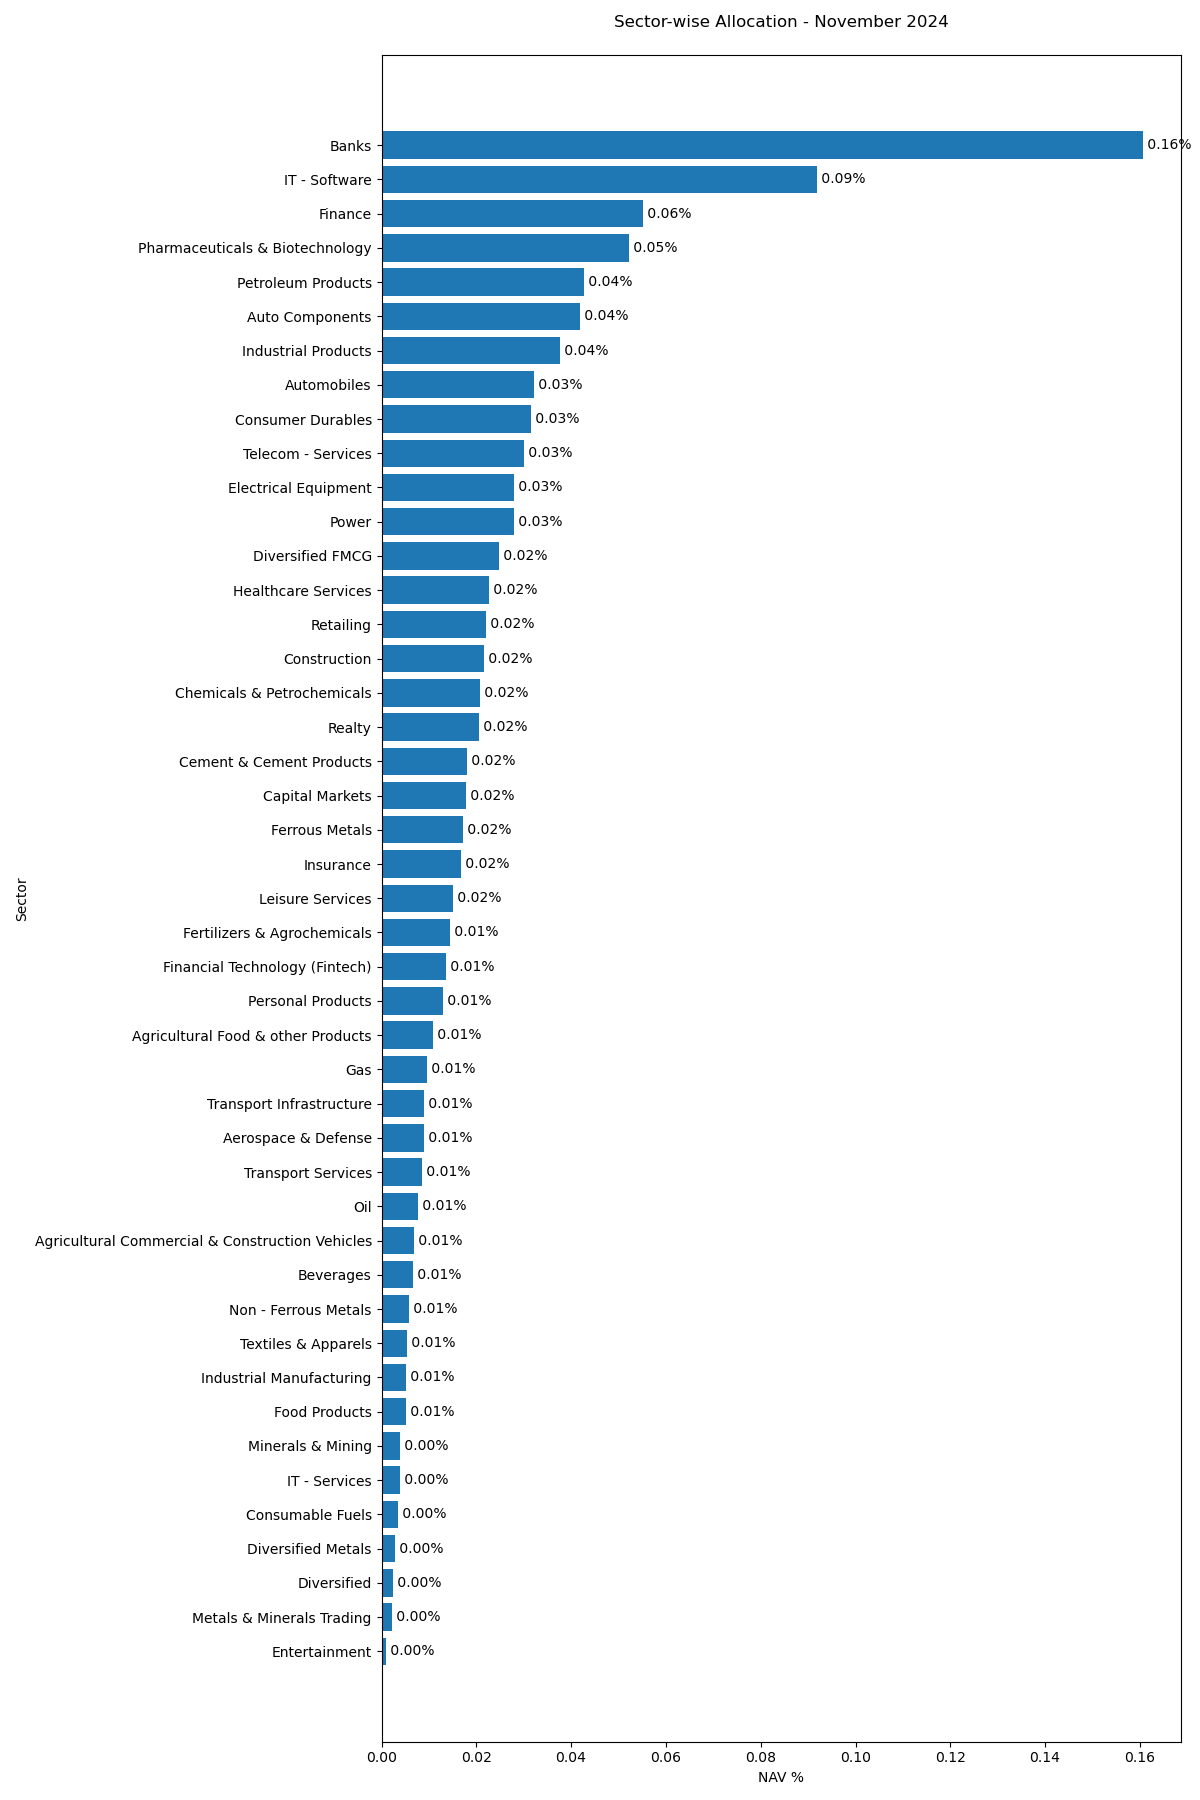 Sector-wise Allocation - November 2024
Banks 0.16%
IT - Software 0.09%
Finance 0.06%
Pharmaceuticals & Biotechnology 0.05%
Petroleum Products 0.04%
Auto Components 0.04%
Industrial Products 0.04%
Automobiles 0.03%
Consumer Durables 0.03%
Telecom - Services 0.03%
Electrical Equipment 0.03%
Power 0.03%
Diversified FMCG 0.02%
Healthcare Services 0.02%
Retailing 0.02%
Construction 0.02%
Chemicals & Petrochemicals 0.02%
Realty 0.02%
Cement & Cement Products 0.02%
Capital Markets 0.02%
Ferrous Metals 0.02%
Insurance 0.02%
Leisure Services 0.02%
Fertilizers & Agrochemicals 0.01%
Financial Technology (Fintech) 0.01%
Personal Products 0.01%
Agricultural Food & other Products 0.01%
Gas 0.01%
Transport Infrastructure 0.01%
Aerospace & Defense 0.01%
Transport Services 0.01%
Oil 0.01%
Agricultural Commercial & Construction Vehicles 0.01%
Beverages 0.01%
Non - Ferrous Metals 0.01%
Textiles & Apparels 0.01%
Industrial Manufacturing 0.01%
Food Products 0.01%
Minerals & Mining 0.00%
IT - Services 0.00%
Consumable Fuels 0.00%
Diversified Metals 0.00%
Diversified 0.00%
Metals & Minerals Trading 0.00%
Entertainment 0.00%
Sector
0.00 0.02 0.04 0.06 0.08 0.10 0.12 0.14 0.16
NAV %